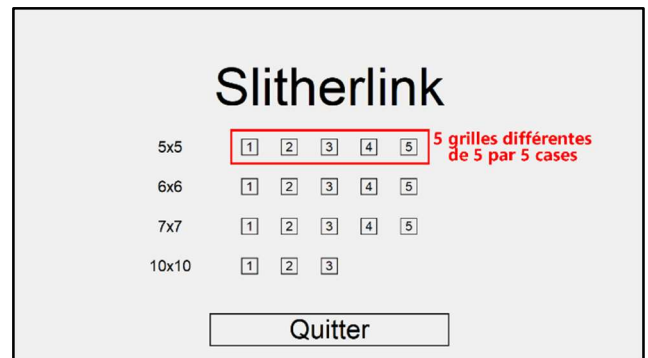 Slitherlink
5x5 1 2 3 4 5 5 grilles différentes
de 5 par 5 cases
6x6 1 2 3 4 5
7x7 1 2 3 4 5
10x10 1 2 3
Quitter